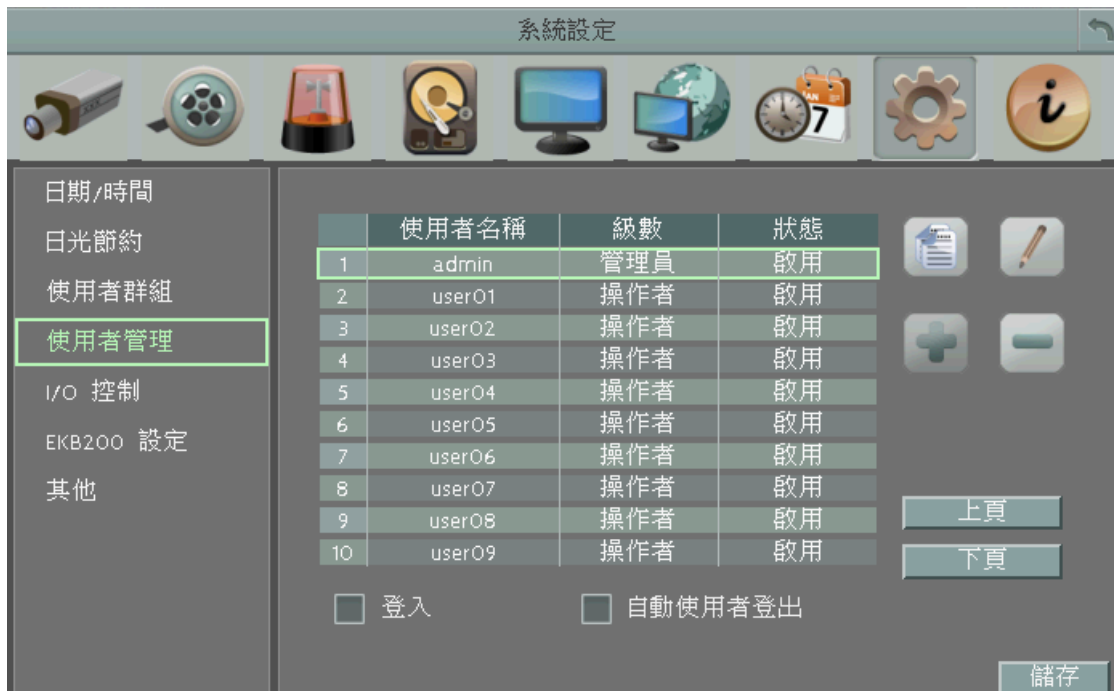 系統設定
JAN
7
i
日期/時間
日光節約
使用者群組
使用者管理
I/O 控制
EKB200 設定
其他
使用者名稱 級數 狀態
1 admin 管理員 啟用
2 user01 操作者 啟用
3 user02 操作者 啟用
4 user03 操作者 啟用
5 user04 操作者 啟用
6 user05 操作者 啟用
7 user06 操作者 啟用
8 user07 操作者 啟用
9 user08 操作者 啟用
10 user09 操作者 啟用
上頁
下頁
登入 自動使用者登出
儲存